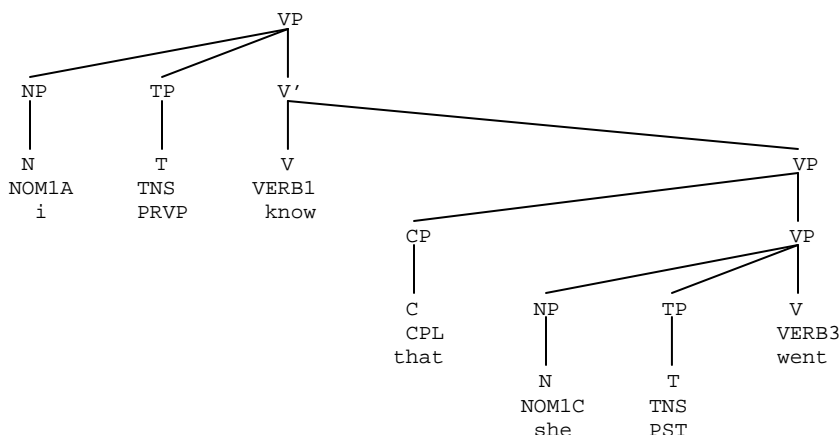 VP
NP TP V'
N T V VP
NOM1A TNS VERB1
i PRVP know
CP VP
C NP TP V
CPL VERB3
that went
N T
NOM1C TNS
she PST